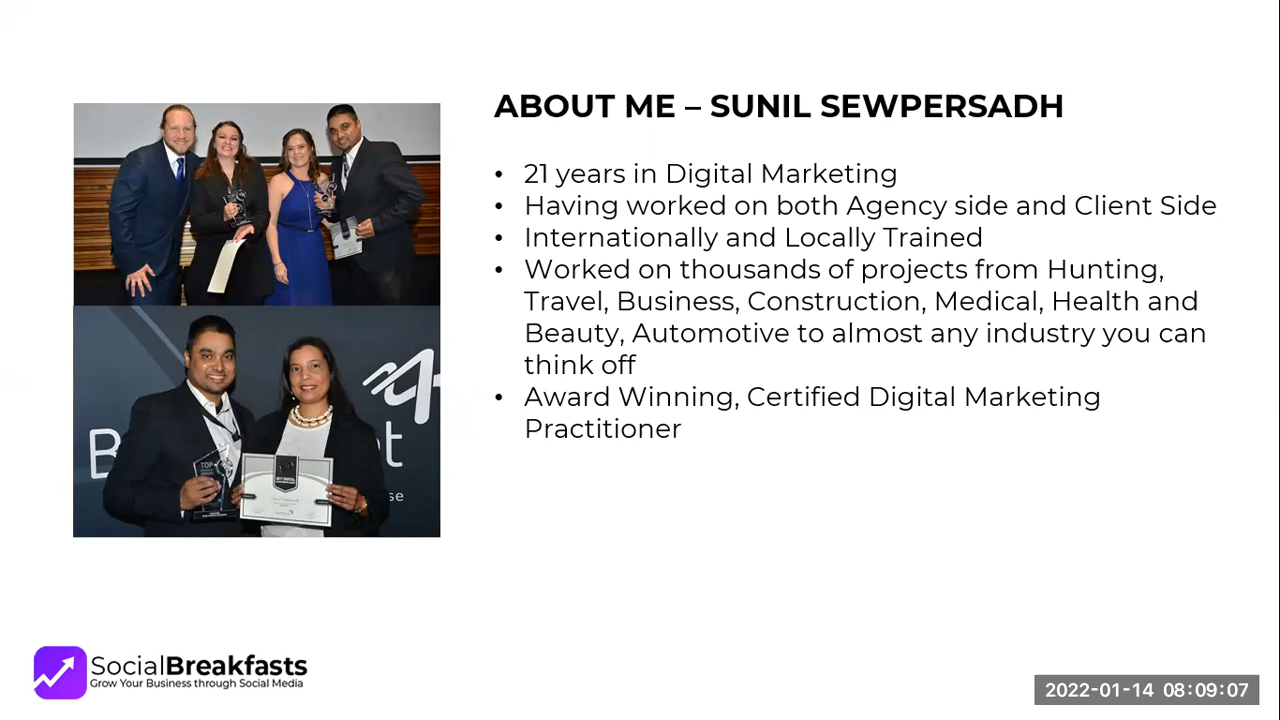 ABOUT ME – SUNIL SEWPERSADH
• 21 years in Digital Marketing
• Having worked on both Agency side and Client Side
• Internationally and Locally Trained
• Worked on thousands of projects from Hunting,
Travel, Business, Construction, Medical, Health and
Beauty, Automotive to almost any industry you can
think off
• Award Winning, Certified Digital Marketing
Practitioner
TOP
SocialBreakfasts
Grow Your Business through Social Media
2022-01-14 08:09:07